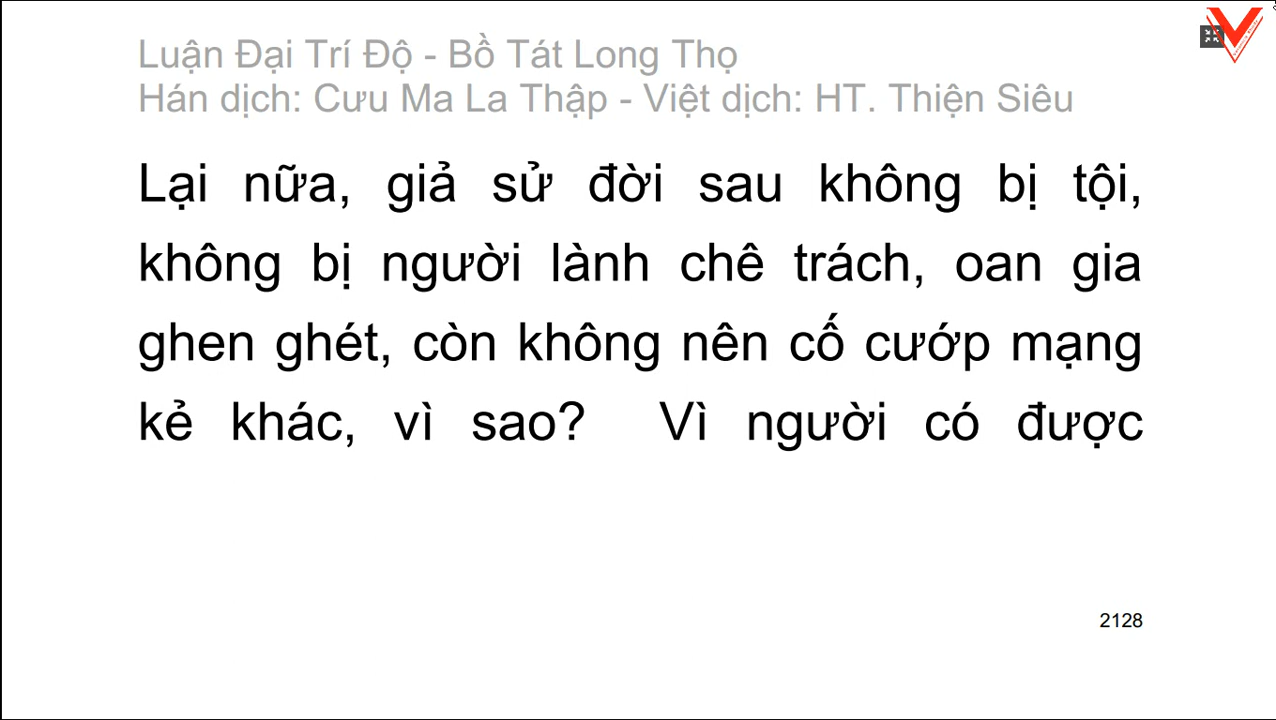 Luận Đại Trí Độ - Bồ Tát Long Thọ
Hán dịch: Cưu Ma La Thập - Việt dịch: HT. Thiện Siêu
Lại nữa, giả sử đời sau không bị tội,
không bị người lành chê trách, oan gia
ghen ghét, còn không nên cố cướp mạng
kẻ khác, vì sao? Vì người có được
2128